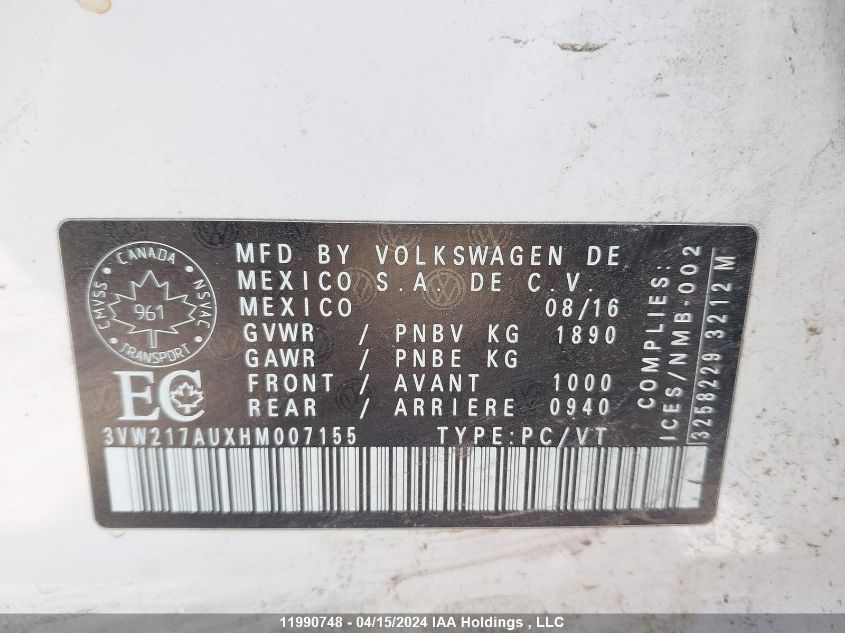 CANADA
CMVSS
NSVAC
961
TRANSPORT
EC
MFD BY VOLKSWAGEN DE
MEXICO S.A. DE C.V.
MEXICO 08/16
GVWR / PNBV KG 1890
GAWR / PNBE KG
FRONT / AVANT 1000
REAR / ARRIERE 0940
3VW217AUXHM007155 TYPE:PC/VT
COMPLIES:
ICES/NMB-002
3258229 3212 M
11990748 - 04/15/2024 IAA Holdings , LLC